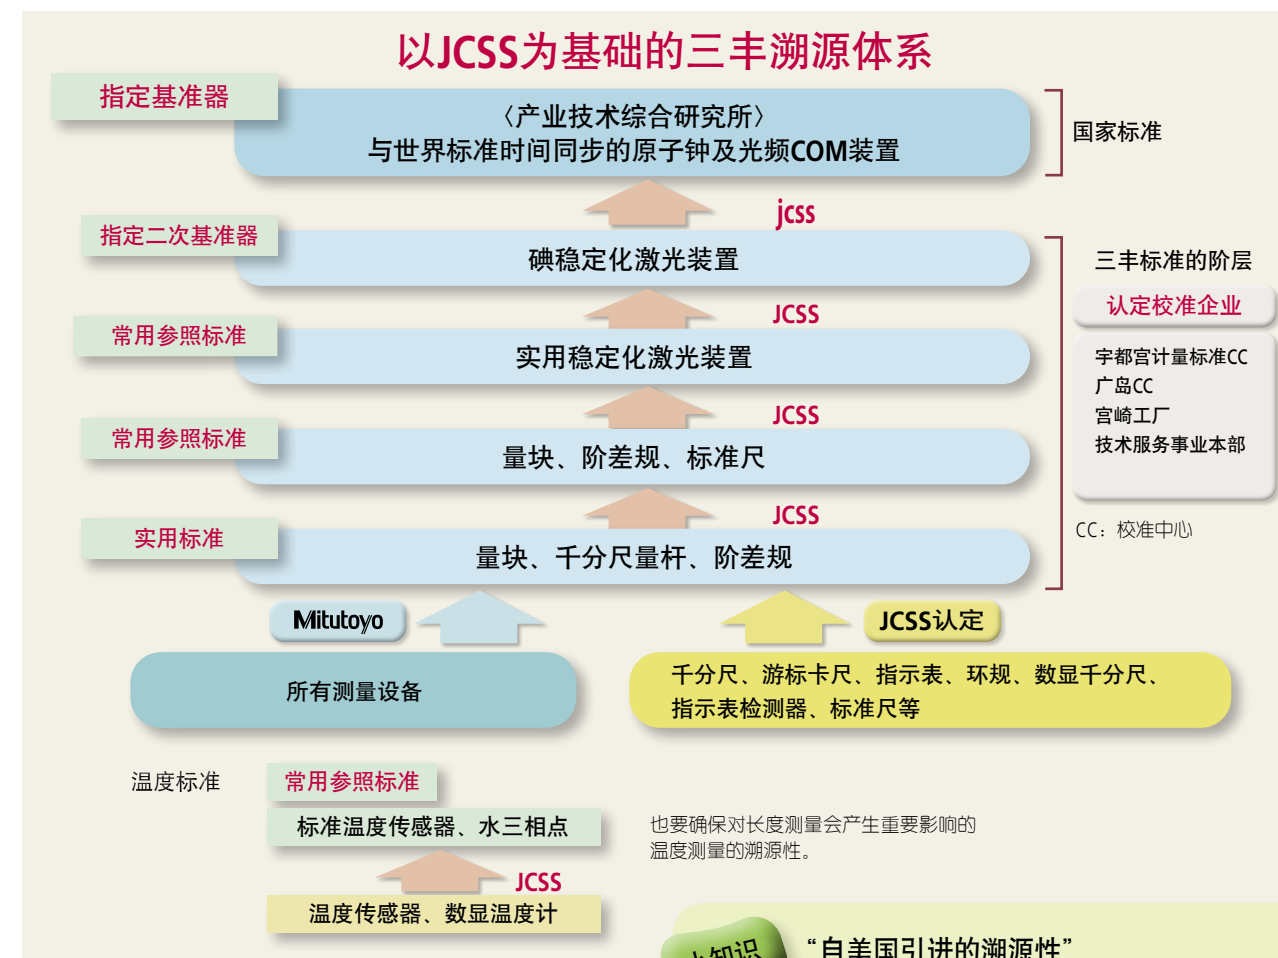 以JCSS为基础的三丰溯源体系
指定基准器
〈产业技术综合研究所〉
与世界标准时间同步的原子钟及光频COM装置
国家标准
jcss
指定二次基准器
碘稳定化激光装置
三丰标准的阶层
认定校准企业
JCSS
常用参照标准
实用稳定化激光装置
宇都宫计量标准CC
广岛CC
宫崎工厂
技术服务事业本部
JCSS
常用参照标准
量块、阶差规、标准尺
JCSS
CC：校准中心
实用标准
量块、千分尺量杆、阶差规
Mitutoyo
JCSS认定
所有测量设备
千分尺、游标卡尺、指示表、环规、数显千分尺、
指示表检测器、标准尺等
温度标准
常用参照标准
标准温度传感器、水三相点
也要确保对长度测量会产生重要影响的
温度测量的溯源性。
JCSS
温度传感器、数显温度计
小知识
“自美国引进的溯源性”